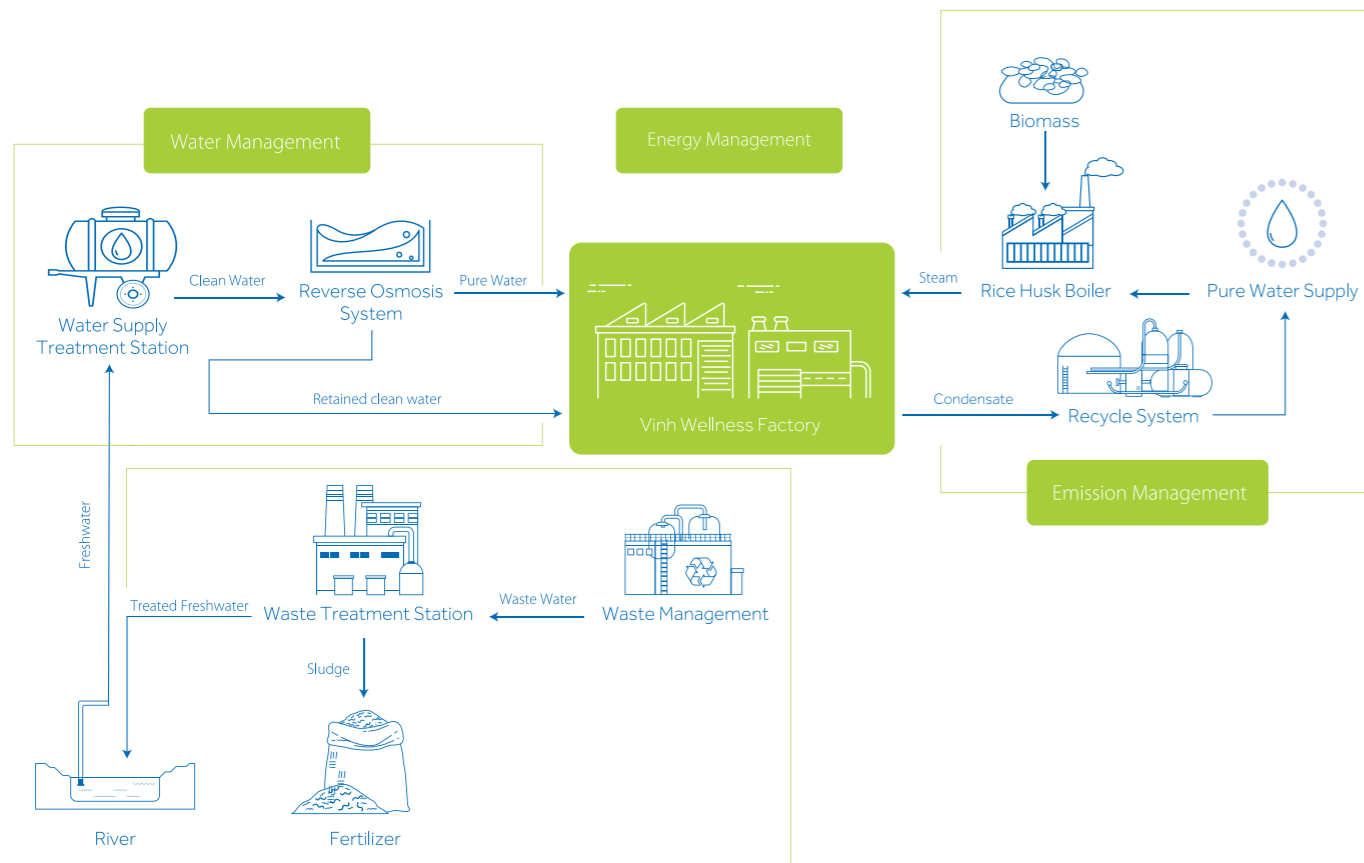 Water Management
Energy Management
Biomass
Clean Water
Pure Water
Steam
Reverse Osmosis
System
Rice Husk Boiler
Pure Water Supply
Water Supply
Treatment Station
Retained clean water
Vinh Wellness Factory
Condensate
Recycle System
Emission Management
Freshwater
Treated Freshwater
Waste Treatment Station
Waste Water
Waste Management
Sludge
River
Fertilizer